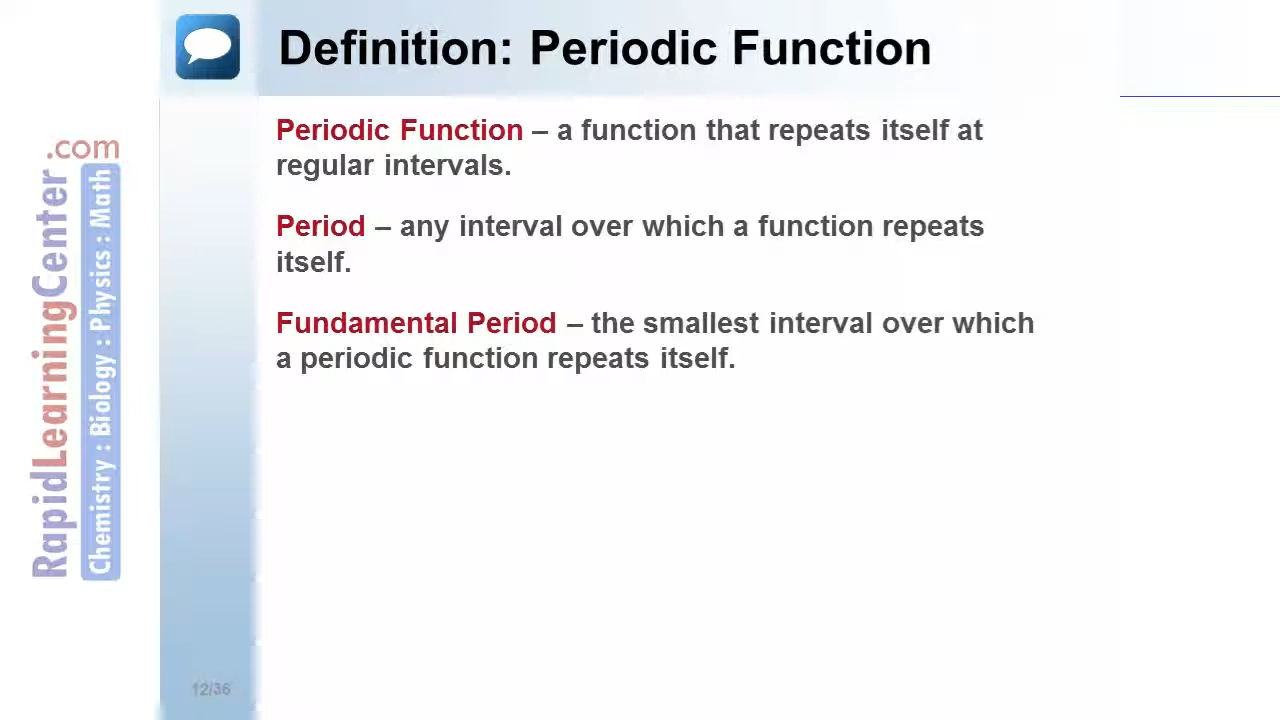 Definition: Periodic Function
Periodic Function – a function that repeats itself at
regular intervals.
Period – any interval over which a function repeats
itself.
Fundamental Period – the smallest interval over which
a periodic function repeats itself.
RapidLearningCenter.com
Chemistry : Biology : Physics : Math
12/36